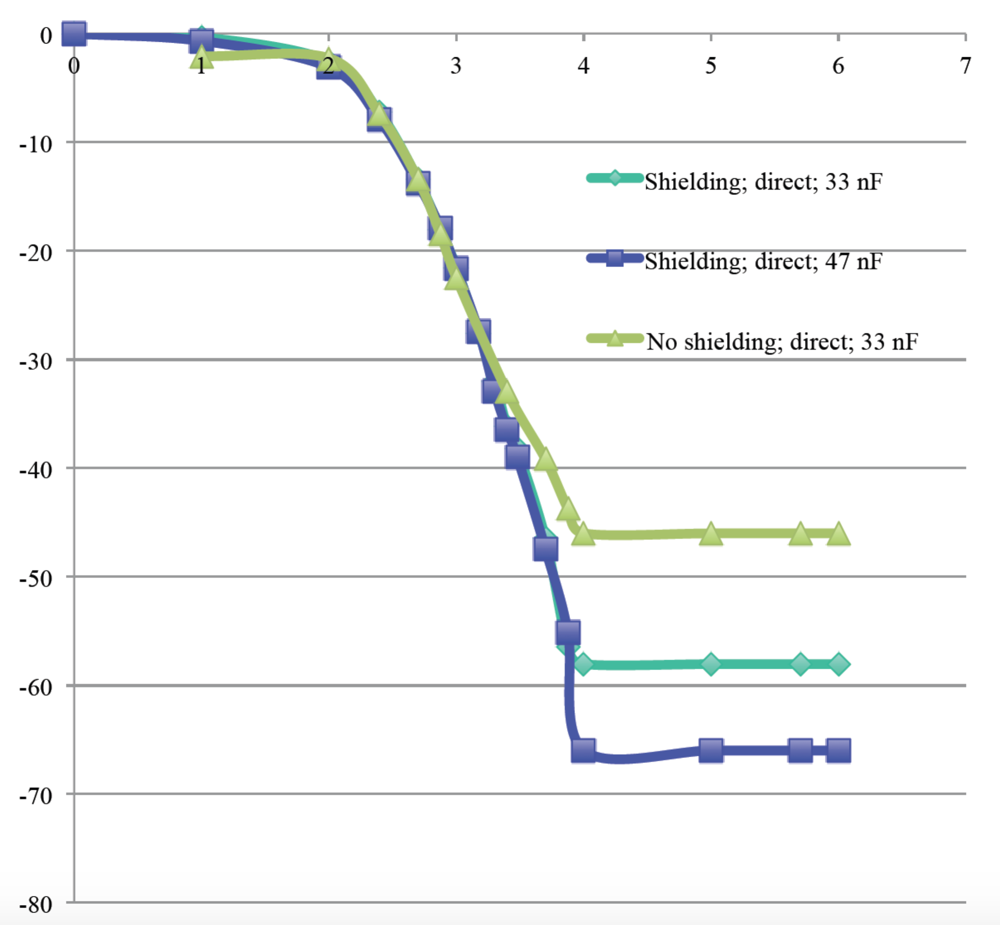 0
0 1 2 3 4 5 6 7
-10
Shielding; direct; 33 nF
-20
Shielding; direct; 47 nF
No shielding; direct; 33 nF
-30
-40
-50
-60
-70
-80